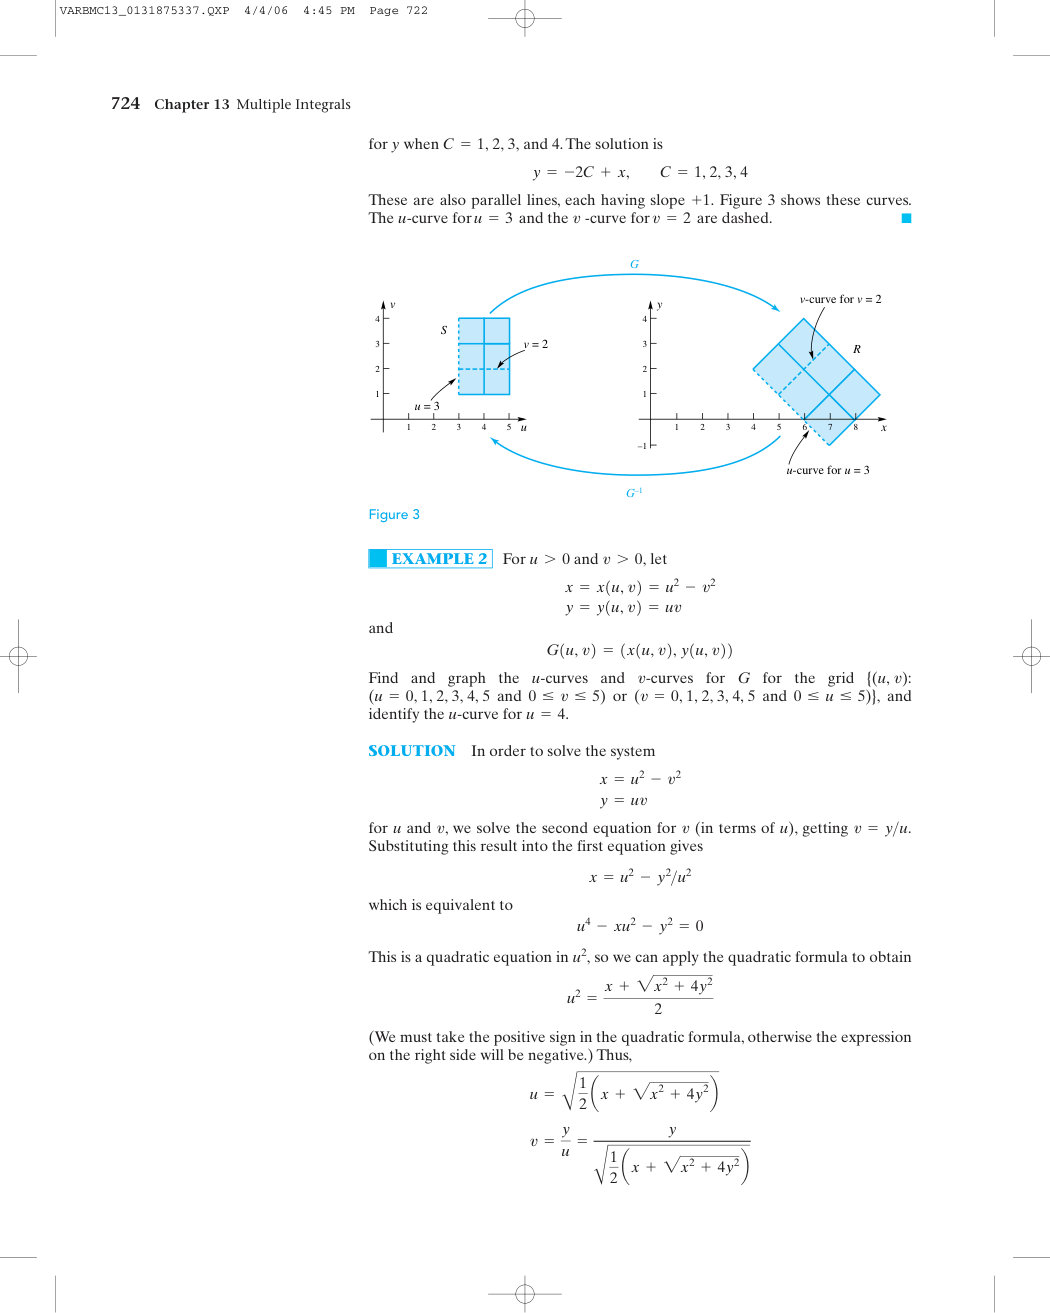 VARBMC13_0131875337.QXP 4/4/06 4:45 PM Page 722
724 Chapter 13 Multiple Integrals
for y when C = 1, 2, 3, and 4. The solution is
y = −2C + x, C = 1, 2, 3, 4
These are also parallel lines, each having slope +1. Figure 3 shows these curves.
The u-curve for u = 3 and the v -curve for v = 2 are dashed.
G
v
4
3
2
1
S
v = 2
u = 3
1 2 3 4 5 u
y
4
3
2
1
–1
v-curve for v = 2
R
1 2 3 4 5 6 7 8 x
u-curve for u = 3
G–1
Figure 3
EXAMPLE 2 For u > 0 and v > 0, let
x = x(u, v) = u² − v²
y = y(u, v) = uv
and
G(u, v) = (x(u, v), y(u, v))
Find and graph the u-curves and v-curves for G for the grid {(u, v):
(u = 0, 1, 2, 3, 4, 5 and 0 ≤ v ≤ 5) or (v = 0, 1, 2, 3, 4, 5 and 0 ≤ u ≤ 5)}, and
identify the u-curve for u = 4.
SOLUTION In order to solve the system
x = u² − v²
y = uv
for u and v, we solve the second equation for v (in terms of u), getting v = y/u.
Substituting this result into the first equation gives
x = u² − y²/u²
which is equivalent to
u⁴ − xu² − y² = 0
This is a quadratic equation in u², so we can apply the quadratic formula to obtain
u² = (x + √(x² + 4y²))/2
(We must take the positive sign in the quadratic formula, otherwise the expression
on the right side will be negative.) Thus,
u = √(1/2 (x + √(x² + 4y²)))
v = y/u = y/√(1/2 (x + √(x² + 4y²)))